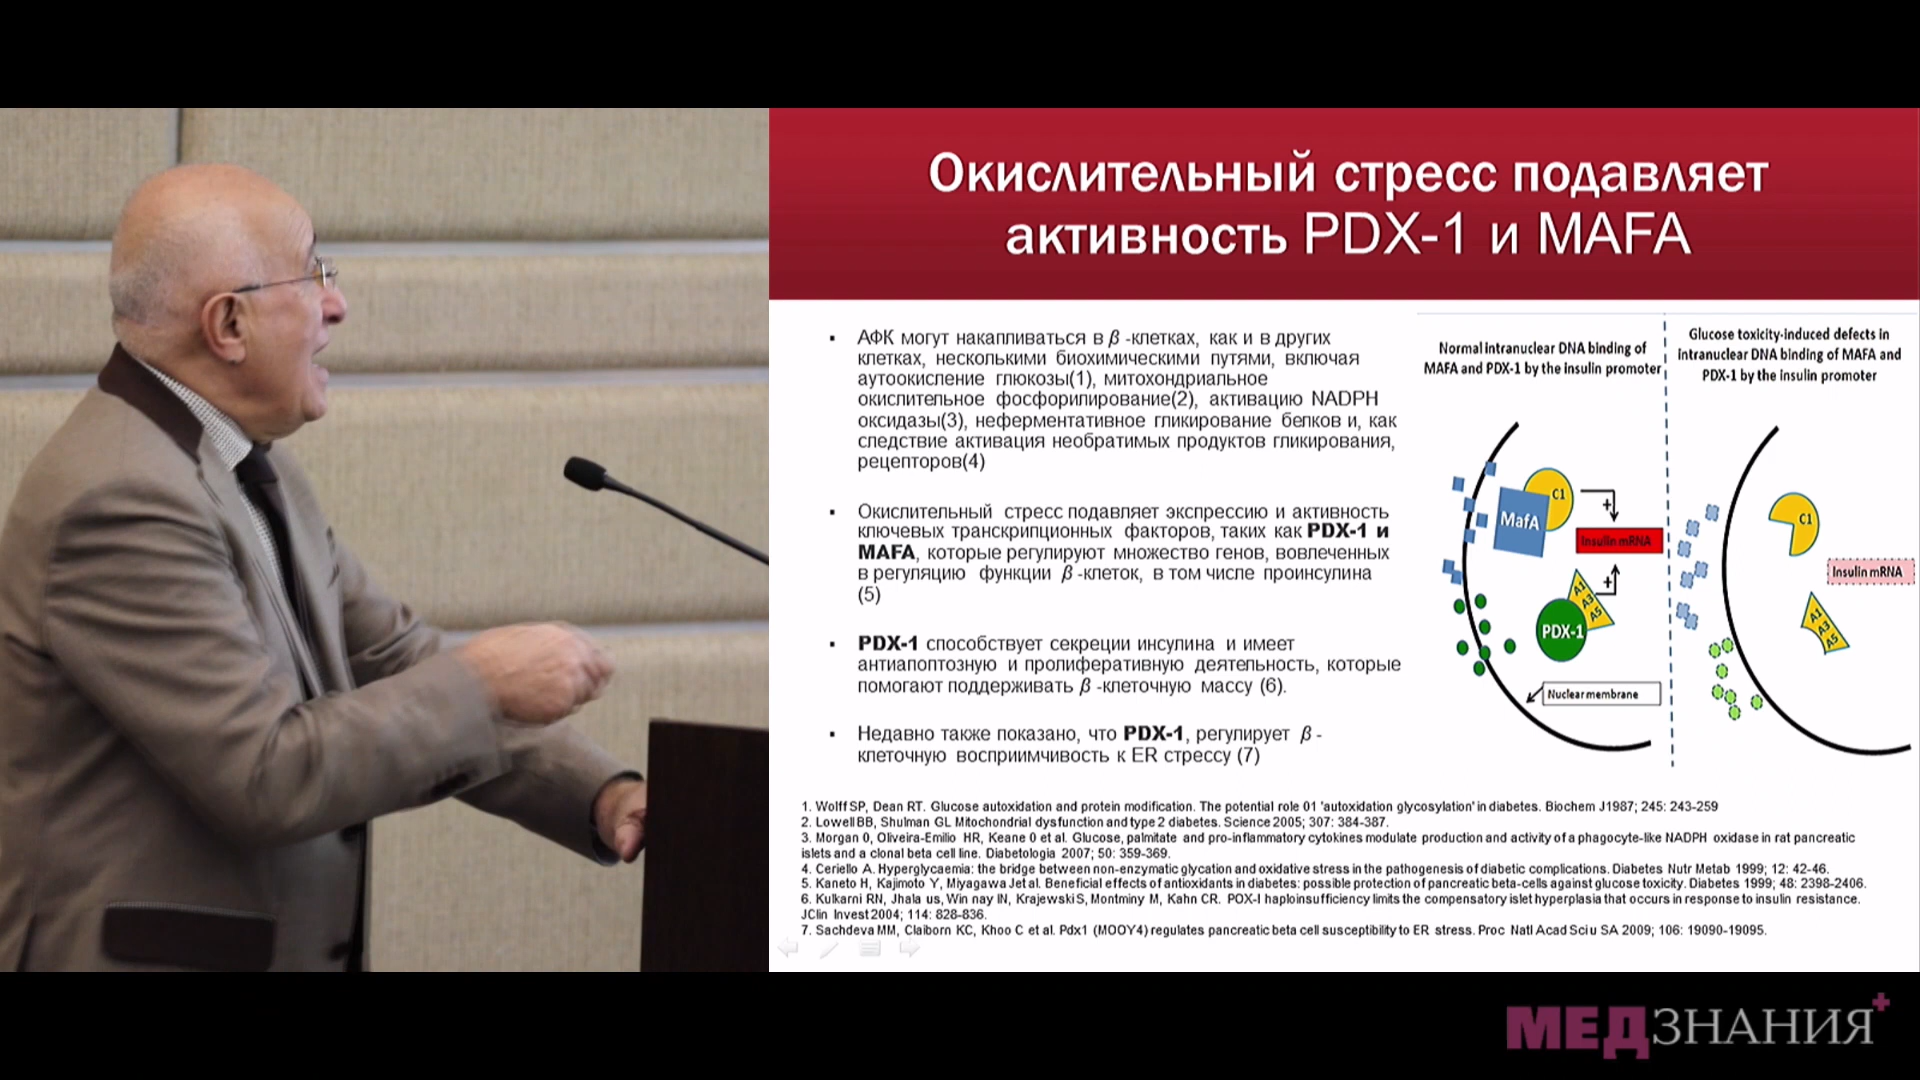 Окислительный стресс подавляет
активность PDX-1 и MAFA
▪ АФК могут накапливаться в β -клетках, как и в других
клетках, несколькими биохимическими путями, включая
аутоокисление глюкозы(1), митохондриальное
окислительное фосфорилирование(2), активацию NADPH
оксидазы(3), неферментативное гликирование белков и, как
следствие активация необратимых продуктов гликирования,
рецепторов(4)
▪ Окислительный стресс подавляет экспрессию и активность
ключевых транскрипционных факторов, таких как PDX-1 и
MAFA, которые регулируют множество генов, вовлеченных
в регуляцию функции β -клеток, в том числе проинсулина
(5)
▪ PDX-1 способствует секреции инсулина и имеет
антиапоптозную и пролиферативную деятельность, которые
помогают поддерживать β -клеточную массу (6).
▪ Недавно также показано, что PDX-1, регулирует β -
клеточную восприимчивость к ER стрессу (7)
Normal intranuclear DNA binding of
MAFA and PDX-1 by the insulin promoter
C1
MafA
+
Insulin mRNA
+
A1
A3
A5
PDX-1
Nuclear membrane
Glucose toxicity-induced defects in
intranuclear DNA binding of MAFA and
PDX-1 by the insulin promoter
C1
Insulin mRNA
A1
A3
A5
1. Wolff SP, Dean RT. Glucose autoxidation and protein modification. The potential role 01 'autoxidation glycosylation' in diabetes. Biochem J1987; 245: 243-259
2. Lowell BB, Shulman GL Mitochondrial dysfunction and type 2 diabetes. Science 2005; 307: 384-387.
3. Morgan 0, Oliveira-Emilio HR, Keane 0 et al. Glucose, palmitate and pro-inflammatory cytokines modulate production and activity of a phagocyte-like NADPH oxidase in rat pancreatic
islets and a clonal beta cell line. Diabetologia 2007; 50: 359-369.
4. Ceriello A. Hyperglycaemia: the bridge between non-enzymatic glycation and oxidative stress in the pathogenesis of diabetic complications. Diabetes Nutr Metab 1999; 12: 42-46.
5. Kaneto H, Kajimoto Y, Miyagawa Jet al. Beneficial effects of antioxidants in diabetes: possible protection of pancreatic beta-cells against glucose toxicity. Diabetes 1999; 48: 2398-2406.
6. Kulkarni RN, Jhala us, Win nay IN, Krajewski S, Montminy M, Kahn CR. POX-I haploinsufficiency limits the compensatory islet hyperplasia that occurs in response to insulin resistance.
JClin Invest 2004; 114: 828-836.
7. Sachdeva MM, Claiborn KC, Khoo C et al. Pdx1 (MOOY4) regulates pancreatic beta cell susceptibility to ER stress. Proc Natl Acad Sci u SA 2009; 106: 19090-19095.
МЕДЗНАНИЯ+